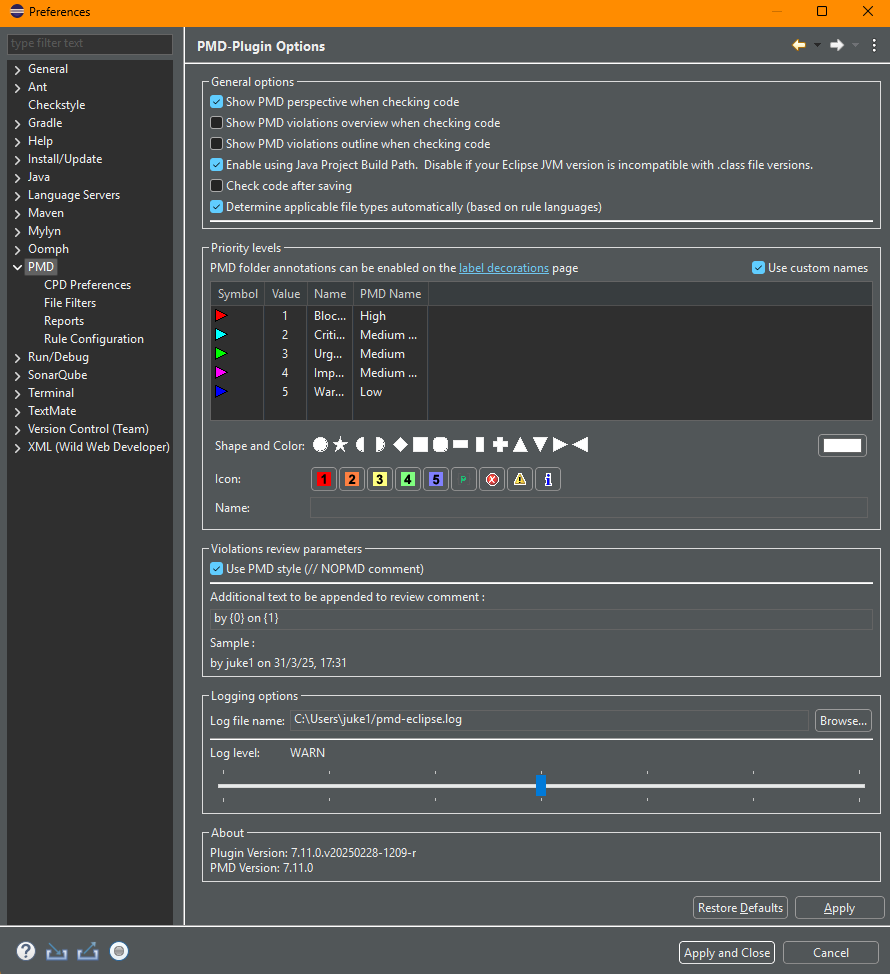 Preferences
type filter text
General
Ant
Checkstyle
Gradle
Help
Install/Update
Java
Language Servers
Maven
Mylyn
Oomph
PMD
CPD Preferences
File Filters
Reports
Rule Configuration
Run/Debug
SonarQube
Terminal
TextMate
Version Control (Team)
XML (Wild Web Developer)
PMD-Plugin Options
General options
Show PMD perspective when checking code
Show PMD violations overview when checking code
Show PMD violations outline when checking code
Enable using Java Project Build Path.  Disable if your Eclipse JVM version is incompatible with .class file versions.
Check code after saving
Determine applicable file types automatically (based on rule languages)
Priority levels
PMD folder annotations can be enabled on the label decorations page
Use custom names
Symbol Value Name PMD Name
1 Bloc... High
2 Criti... Medium ...
3 Urg... Medium
4 Imp... Medium ...
5 War... Low
Shape and Color:
Icon: 1 2 3 4 5 P X ! i
Name:
Violations review parameters
Use PMD style (// NOPMD comment)
Additional text to be appended to review comment :
by {0} on {1}
Sample :
by juke1 on 31/3/25, 17:31
Logging options
Log file name: C:\Users\juke1/pmd-eclipse.log Browse...
Log level: WARN
About
Plugin Version: 7.11.0.v20250228-1209-r
PMD Version: 7.11.0
Restore Defaults Apply
? Apply and Close Cancel